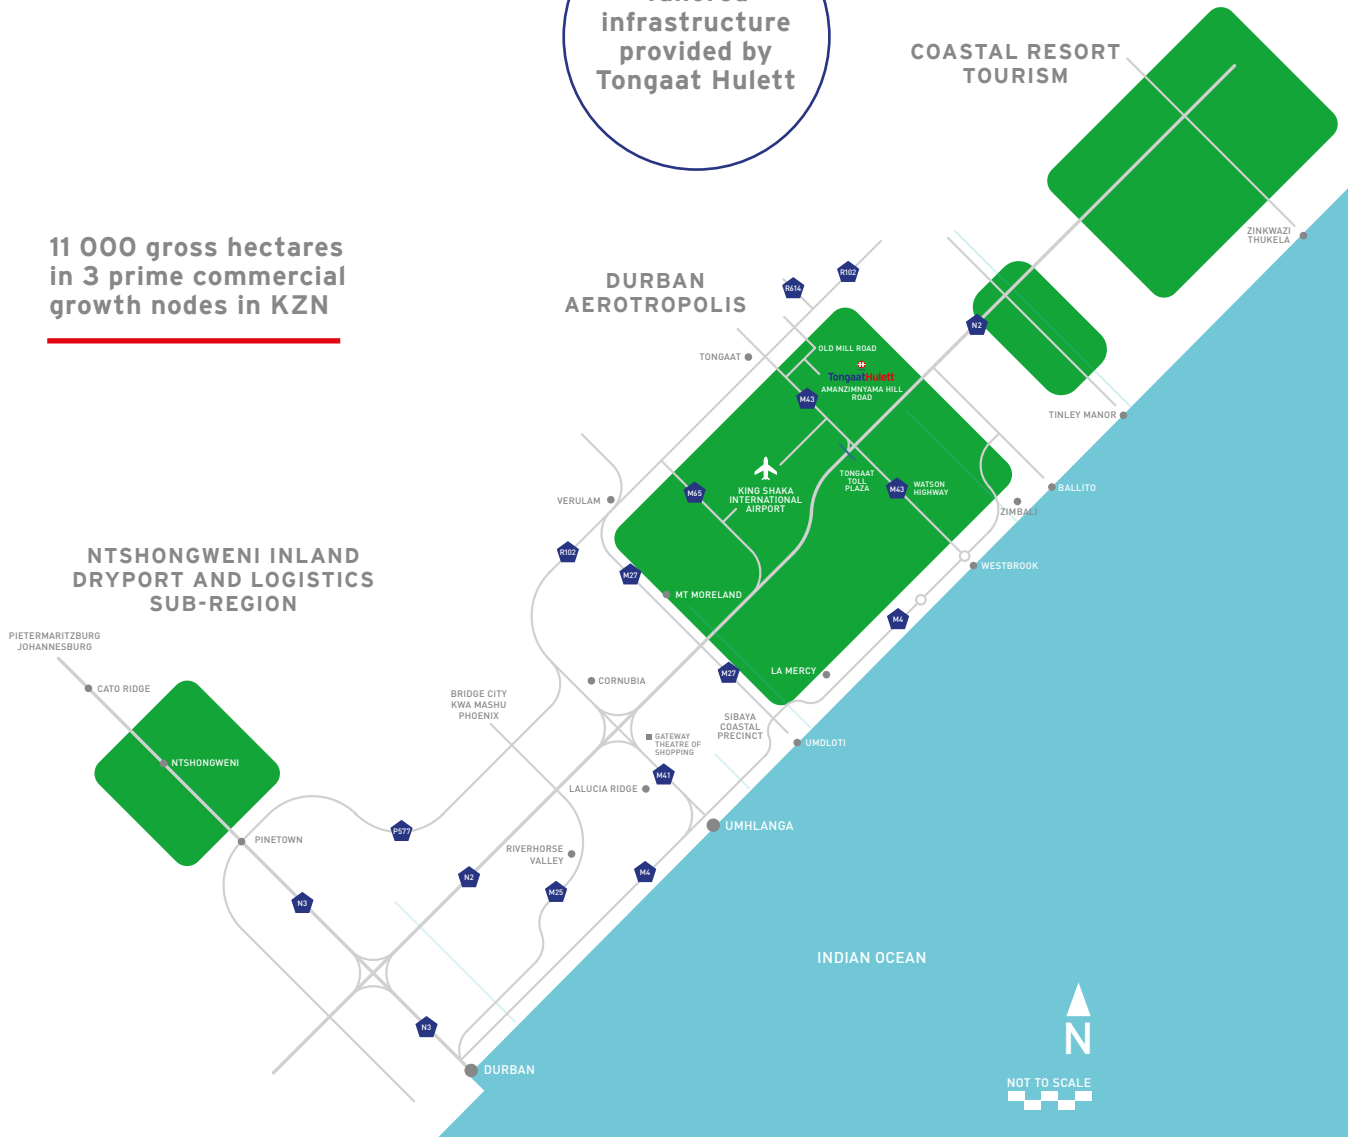 infrastructure
provided by
Tongaat Hulett
COASTAL RESORT
TOURISM
11 000 gross hectares
in 3 prime commercial
growth nodes in KZN
DURBAN
AEROTROPOLIS
ZINKWAZI
THUKELA
R614
R102
N2
TONGAAT
OLD MILL ROAD
TongaatHulett
AMANZIMNYAMA HILL
ROAD
M43
TINLEY MANOR
KING SHAKA
INTERNATIONAL
AIRPORT
TONGAAT
TOLL
PLAZA
M43
WATSON
HIGHWAY
BALLITO
ZIMBALI
M65
VERULAM
R102
M27
MT MORELAND
WESTBROOK
M4
NTSHONGWENI INLAND
DRYPORT AND LOGISTICS
SUB-REGION
PIETERMARITZBURG
JOHANNESBURG
CATO RIDGE
NTSHONGWENI
PINETOWN
CORNUBIA
M27
LA MERCY
BRIDGE CITY
KWA MASHU
PHOENIX
SIBAYA
COASTAL
PRECINCT
UMDLOTI
GATEWAY
THEATRE OF
SHOPPING
M41
LALUCIA RIDGE
UMHLANGA
P577
RIVERHORSE
VALLEY
N2
M25
M4
N3
N3
DURBAN
INDIAN OCEAN
N
NOT TO SCALE